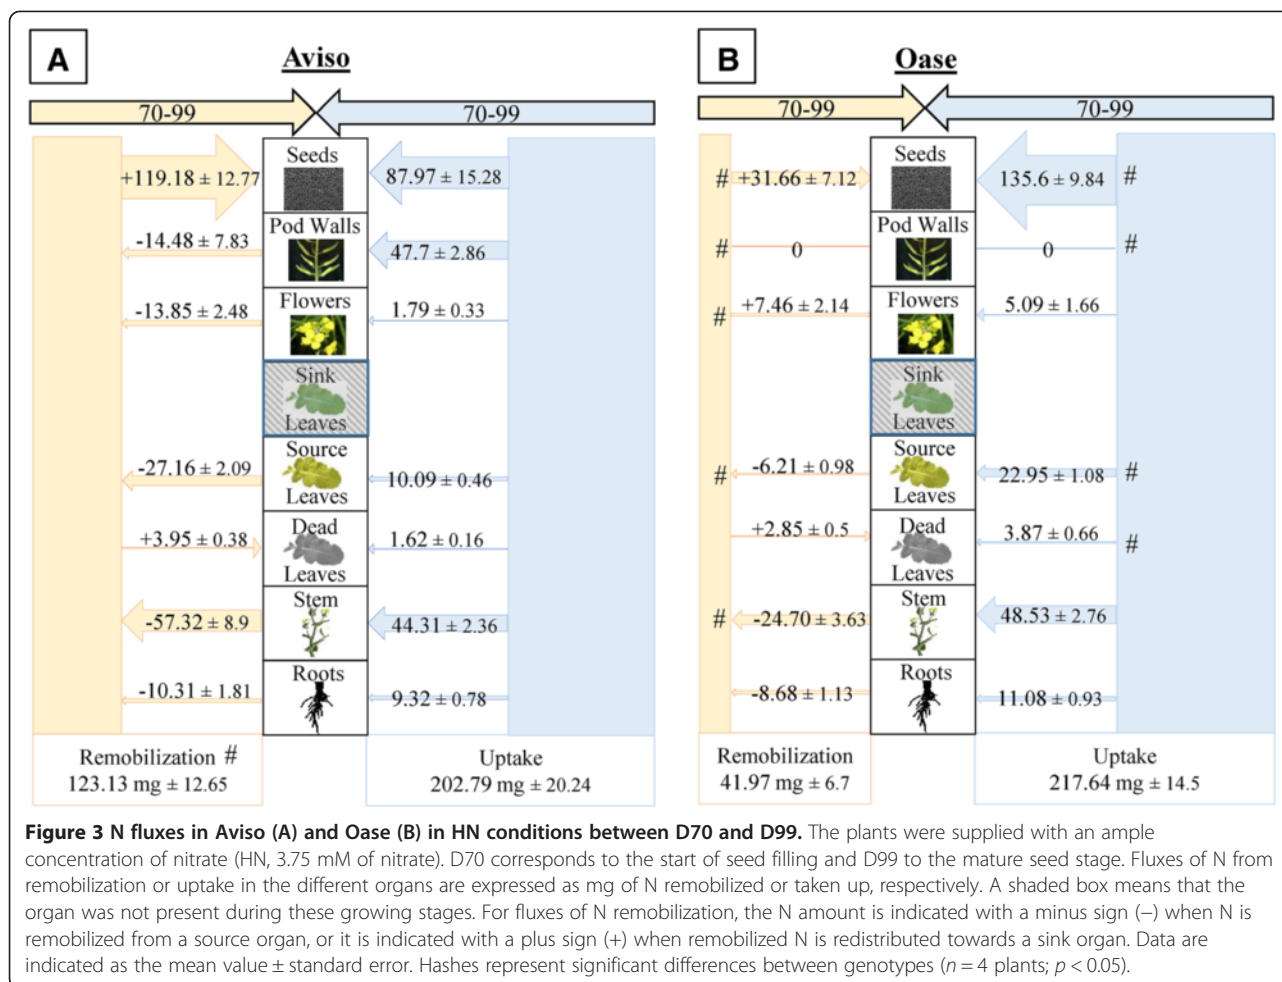 A
Aviso
70-99
70-99
Seeds
+119.18 ± 12.77
87.97 ± 15.28
Pod Walls
-14.48 ± 7.83
47.7 ± 2.86
Flowers
-13.85 ± 2.48
1.79 ± 0.33
Sink
Leaves
Source
-27.16 ± 2.09
10.09 ± 0.46
Leaves
Dead
+3.95 ± 0.38
1.62 ± 0.16
Leaves
Stem
-57.32 ± 8.9
44.31 ± 2.36
Roots
-10.31 ± 1.81
9.32 ± 0.78
Remobilization #
123.13 mg ± 12.65
Uptake
202.79 mg ± 20.24
B
Oase
70-99
70-99
Seeds
# +31.66 ± 7.12
135.6 ± 9.84 #
Pod Walls
# 0
0 #
Flowers
# +7.46 ± 2.14
5.09 ± 1.66
Sink
Leaves
Source
# -6.21 ± 0.98
22.95 ± 1.08 #
Leaves
Dead
+2.85 ± 0.5
3.87 ± 0.66 #
Leaves
Stem
# -24.70 ± 3.63
48.53 ± 2.76
Roots
-8.68 ± 1.13
11.08 ± 0.93
Remobilization
41.97 mg ± 6.7
Uptake
217.64 mg ± 14.5
Figure 3 N fluxes in Aviso (A) and Oase (B) in HN conditions between D70 and D99. The plants were supplied with an ample
concentration of nitrate (HN, 3.75 mM of nitrate). D70 corresponds to the start of seed filling and D99 to the mature seed stage. Fluxes of N from
remobilization or uptake in the different organs are expressed as mg of N remobilized or taken up, respectively. A shaded box means that the
organ was not present during these growing stages. For fluxes of N remobilization, the N amount is indicated with a minus sign (−) when N is
remobilized from a source organ, or it is indicated with a plus sign (+) when remobilized N is redistributed towards a sink organ. Data are
indicated as the mean value ± standard error. Hashes represent significant differences between genotypes (n = 4 plants; p < 0.05).